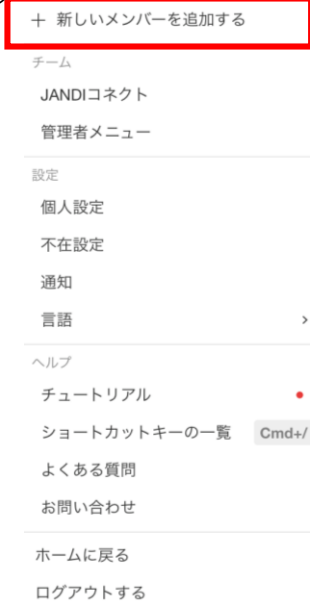 + 新しいメンバーを追加する
チーム
JANDIコネクト
管理者メニュー
設定
個人設定
不在設定
通知
言語 >
ヘルプ
チュートリアル
ショートカットキーの一覧 Cmd+/
よくある質問
お問い合わせ
ホームに戻る
ログアウトする